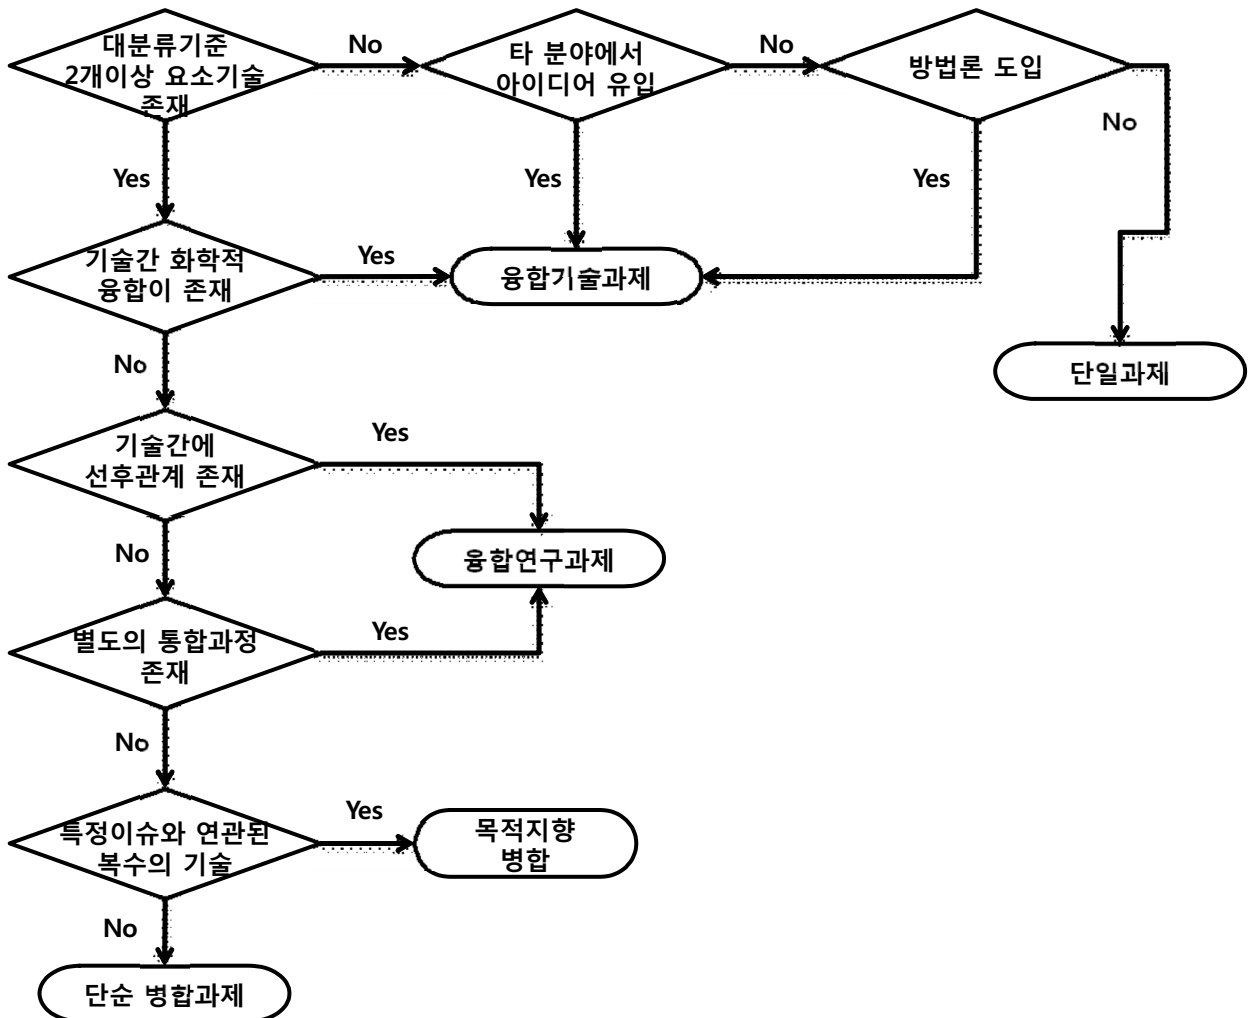 대분류기준
2개이상 요소기술
존재
No
타 분야에서
아이디어 유입
No
방법론 도입
No
Yes
Yes
Yes
기술간 화학적
융합이 존재
Yes
융합기술과제
No
단일과제
기술간에
선후관계 존재
Yes
No
융합연구과제
별도의 통합과정
존재
Yes
No
특정이슈와 연관된
복수의 기술
Yes
목적지향
병합
No
단순 병합과제